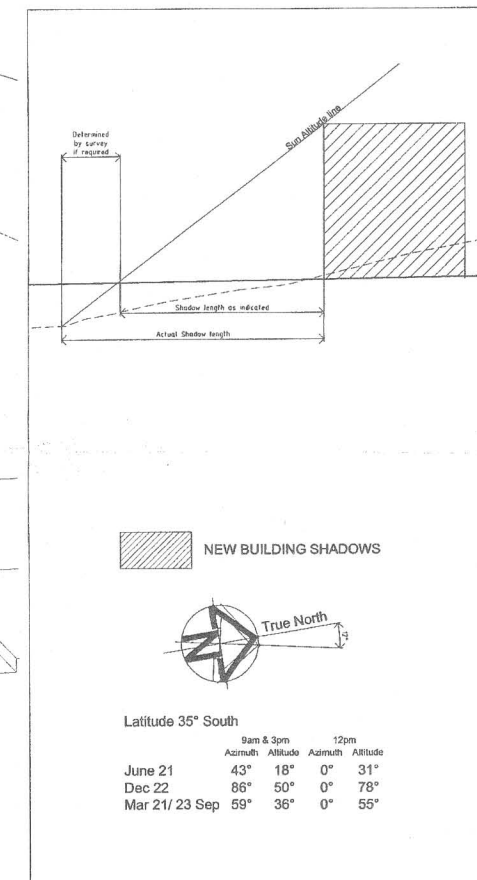 Determined
by survey
if required
Sun Altitude line
Shadow length as indicated
Actual Shadow length
NEW BUILDING SHADOWS
True North
N
Latitude 35° South
9am & 3pm 12pm
Azimuth Altitude Azimuth Altitude
June 21 43° 18° 0° 31°
Dec 22 86° 50° 0° 78°
Mar 21/ 23 Sep 59° 36° 0° 55°